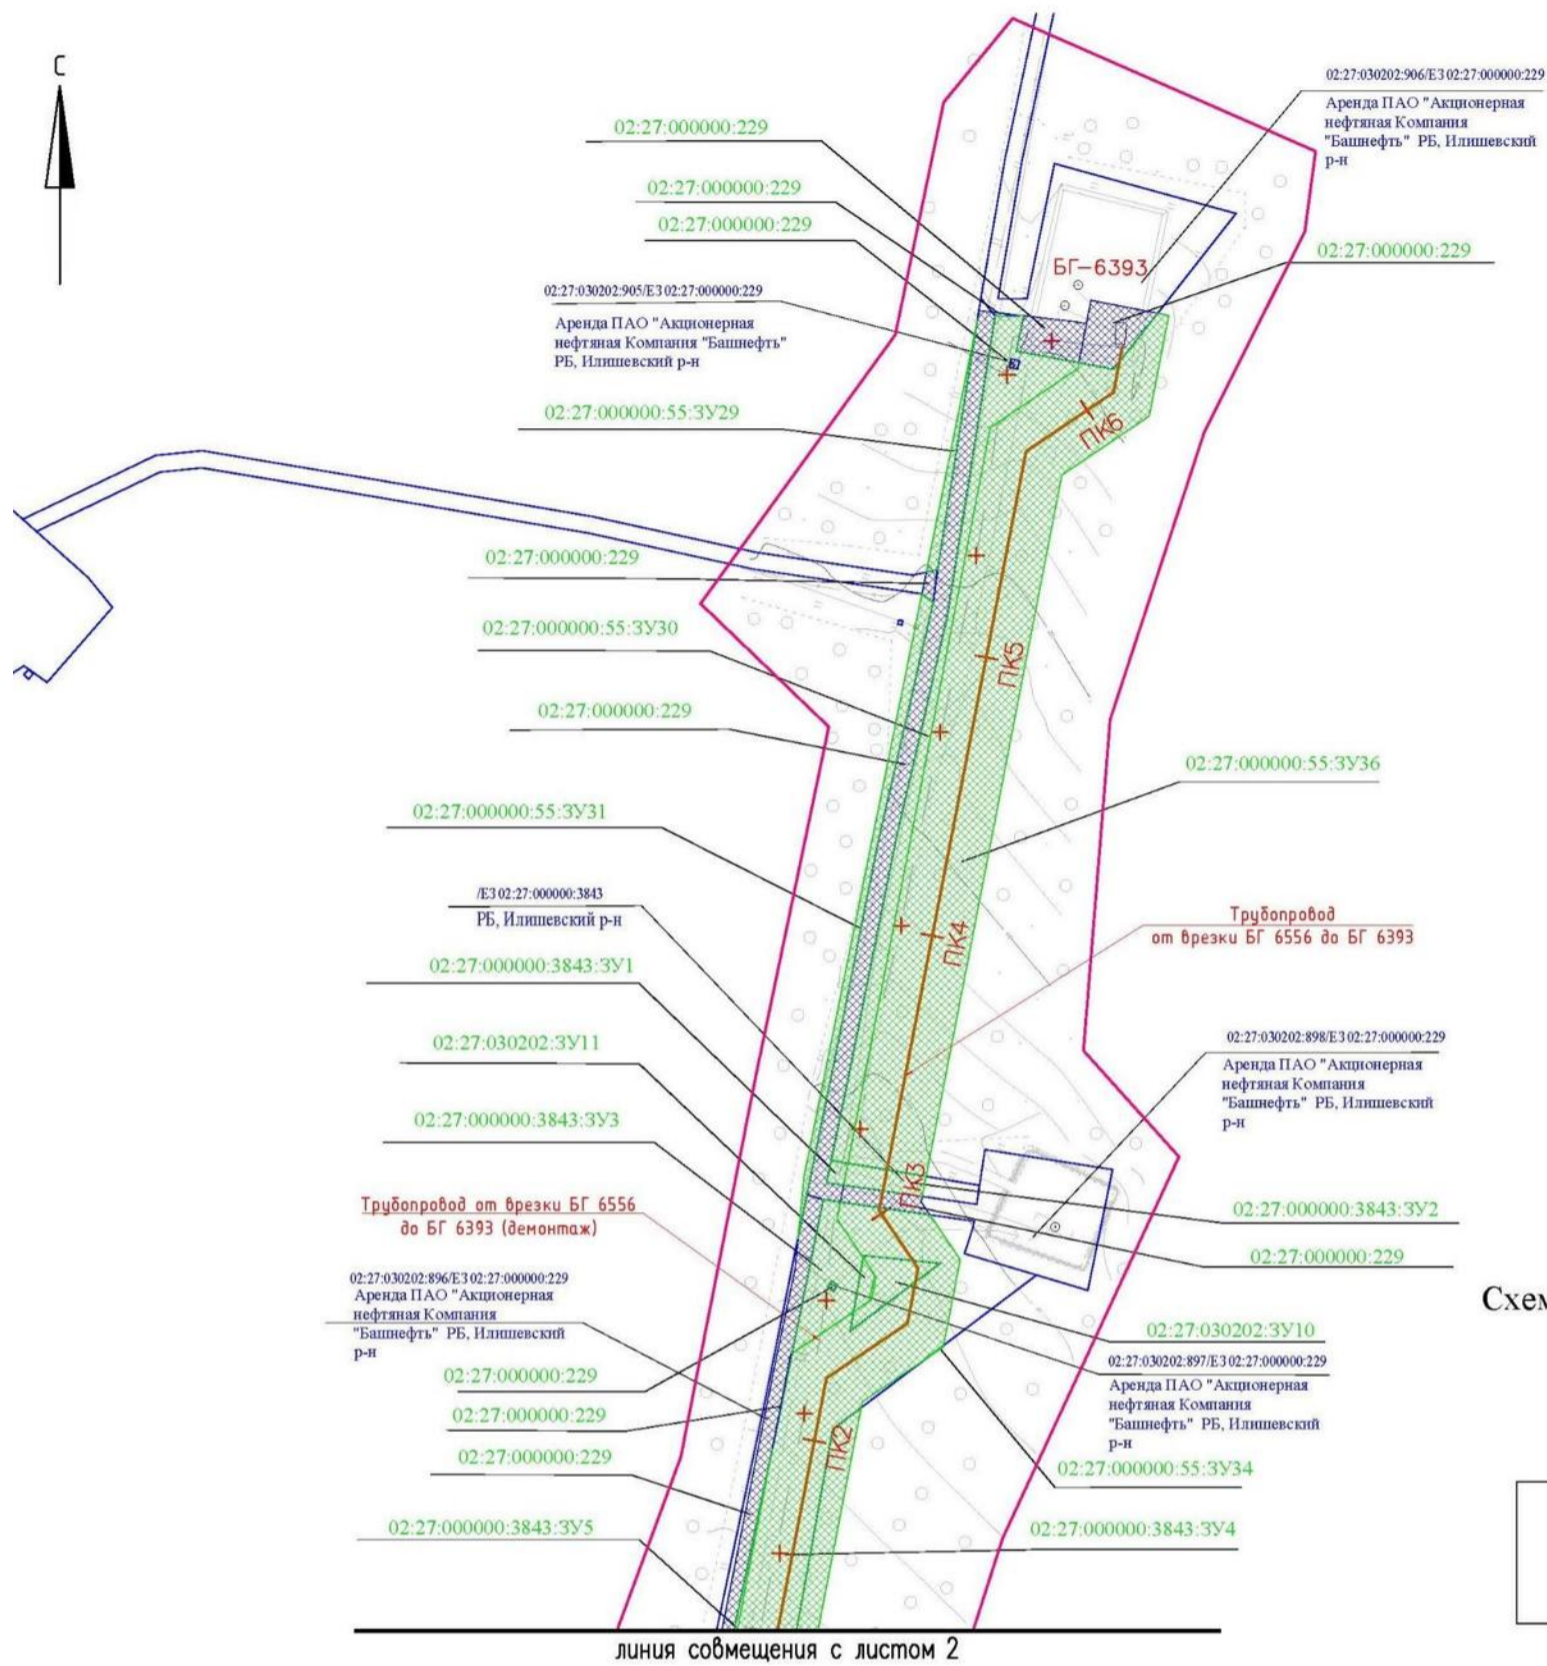 С
02:27:030202:906/ЕЗ 02:27:000000:229
Аренда ПАО "Акционерная
нефтяная Компания
"Башнефть" РБ, Илишевский
р-н
02:27:000000:229
02:27:000000:229
02:27:000000:229
БГ-6393
02:27:000000:229
02:27:030202:905/ЕЗ 02:27:000000:229
Аренда ПАО "Акционерная
нефтяная Компания "Башнефть"
РБ, Илишевский р-н
02:27:000000:55:ЗУ29
ПК6
02:27:000000:229
02:27:000000:55:ЗУ30
ПК5
02:27:000000:229
02:27:000000:55:ЗУ36
02:27:000000:55:ЗУ31
/ЕЗ 02:27:000000:3843
РБ, Илишевский р-н
Трубопровод
от врезки БГ 6556 до БГ 6393
ПК4
02:27:000000:3843:ЗУ1
02:27:030202:ЗУ11
02:27:030202:898/ЕЗ 02:27:000000:229
Аренда ПАО "Акционерная
нефтяная Компания
"Башнефть" РБ, Илишевский
р-н
02:27:000000:3843:ЗУ3
ПК3
Трубопровод от врезки БГ 6556
до БГ 6393 (демонтаж)
02:27:000000:3843:ЗУ2
02:27:000000:229
02:27:030202:896/ЕЗ 02:27:000000:229
Аренда ПАО "Акционерная
нефтяная Компания
"Башнефть" РБ, Илишевский
р-н
Схем
02:27:030202:ЗУ10
02:27:030202:897/ЕЗ 02:27:000000:229
Аренда ПАО "Акционерная
нефтяная Компания
"Башнефть" РБ, Илишевский
р-н
02:27:000000:229
02:27:000000:229
ПК2
02:27:000000:229
02:27:000000:55:ЗУ34
02:27:000000:3843:ЗУ5
02:27:000000:3843:ЗУ4
линия совмещения с листом 2